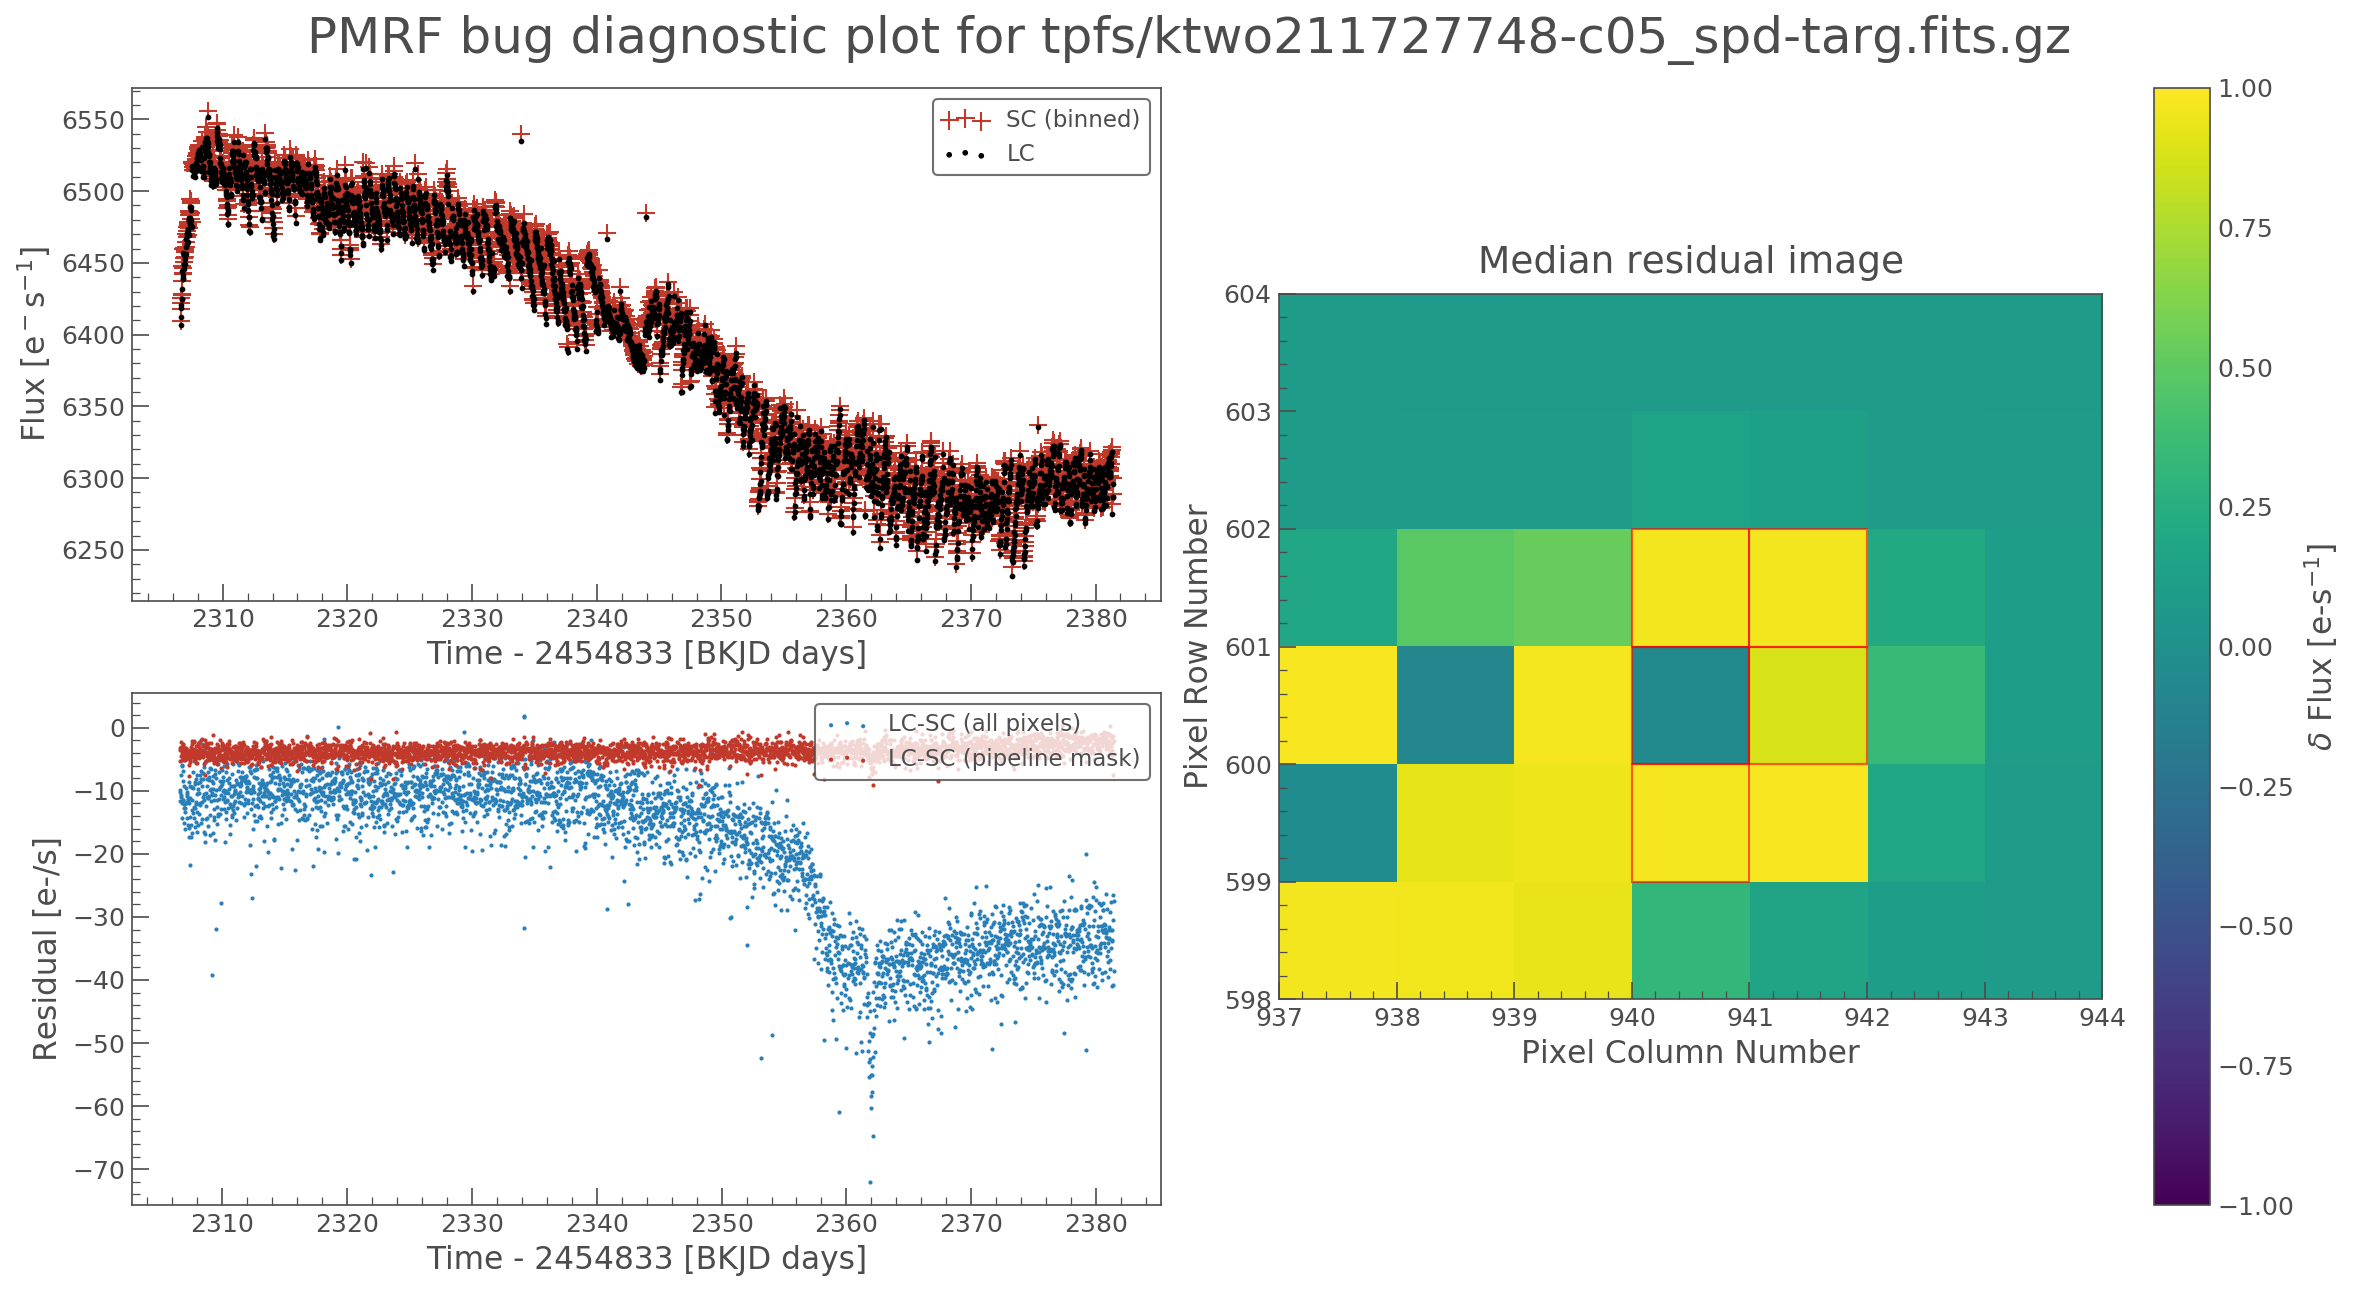 PMRF bug diagnostic plot for tpfs/ktwo211727748-c05_spd-targ.fits.gz
Flux [e⁻ s⁻¹]
6550
6500
6450
6400
6350
6300
6250
SC (binned)
LC
2310 2320 2330 2340 2350 2360 2370 2380
Time - 2454833 [BKJD days]
Residual [e-/s]
0
−10
−20
−30
−40
−50
−60
−70
LC-SC (all pixels)
LC-SC (pipeline mask)
2310 2320 2330 2340 2350 2360 2370 2380
Time - 2454833 [BKJD days]
Median residual image
Pixel Row Number
604
603
602
601
600
599
598
937 938 939 940 941 942 943 944
Pixel Column Number
1.00
0.75
0.50
0.25
0.00
−0.25
−0.50
−0.75
−1.00
δ Flux [e-s⁻¹]